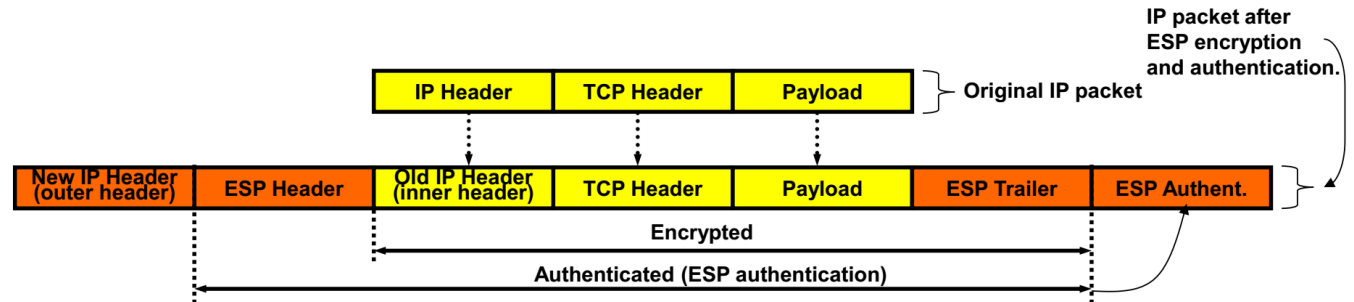 IP packet after
ESP encryption
and authentication.
IP Header
TCP Header
Payload
Original IP packet
New IP Header
(outer header)
ESP Header
Old IP Header
(inner header)
TCP Header
Payload
ESP Trailer
ESP Authent.
Encrypted
Authenticated (ESP authentication)